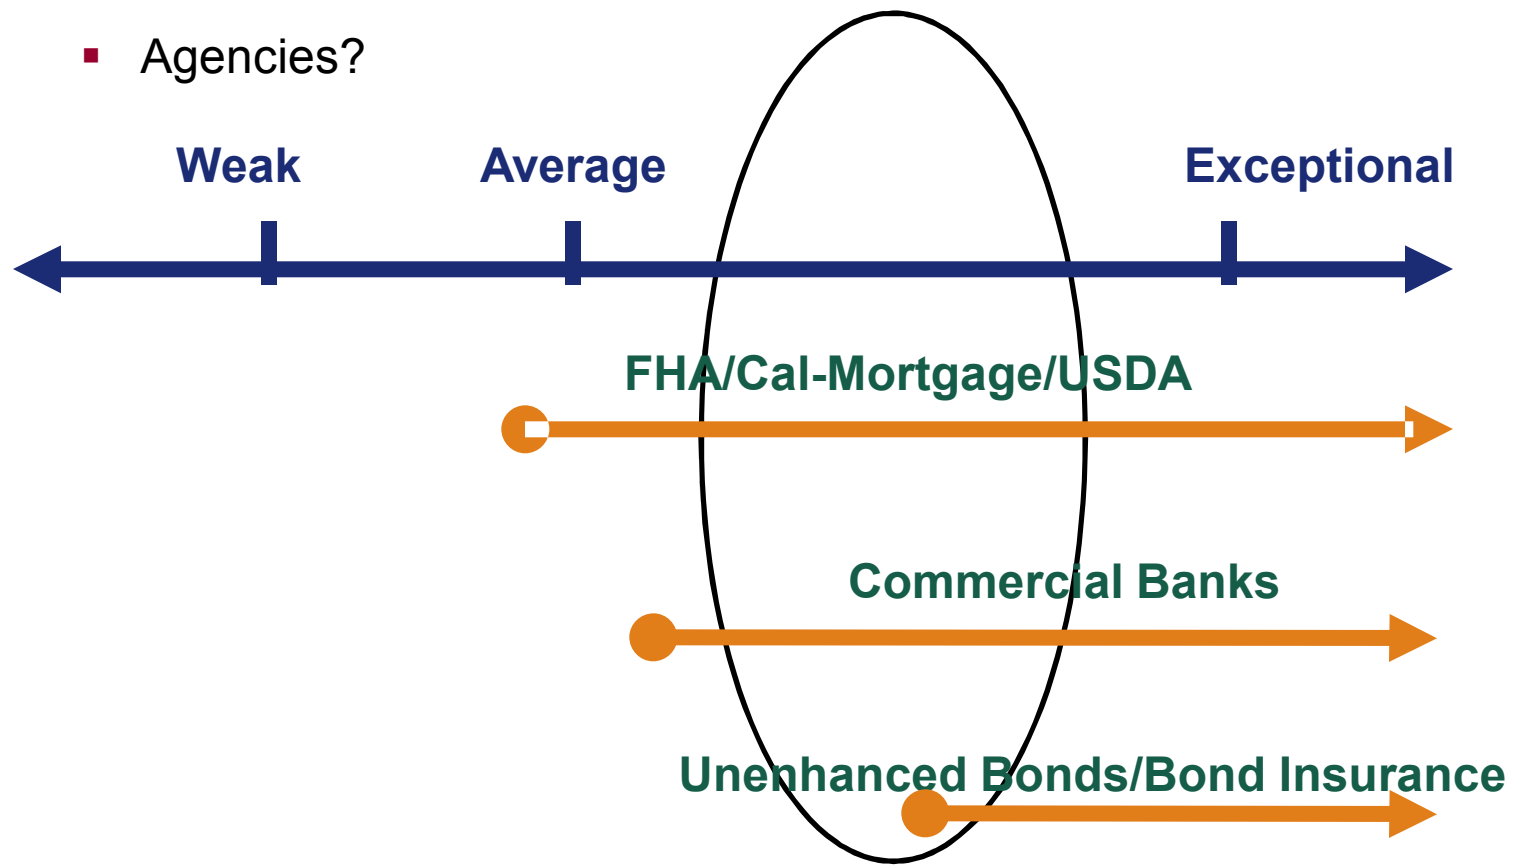 Agencies?
Weak Average Exceptional
FHA/Cal-Mortgage/USDA
Commercial Banks
Unenhanced Bonds/Bond Insurance